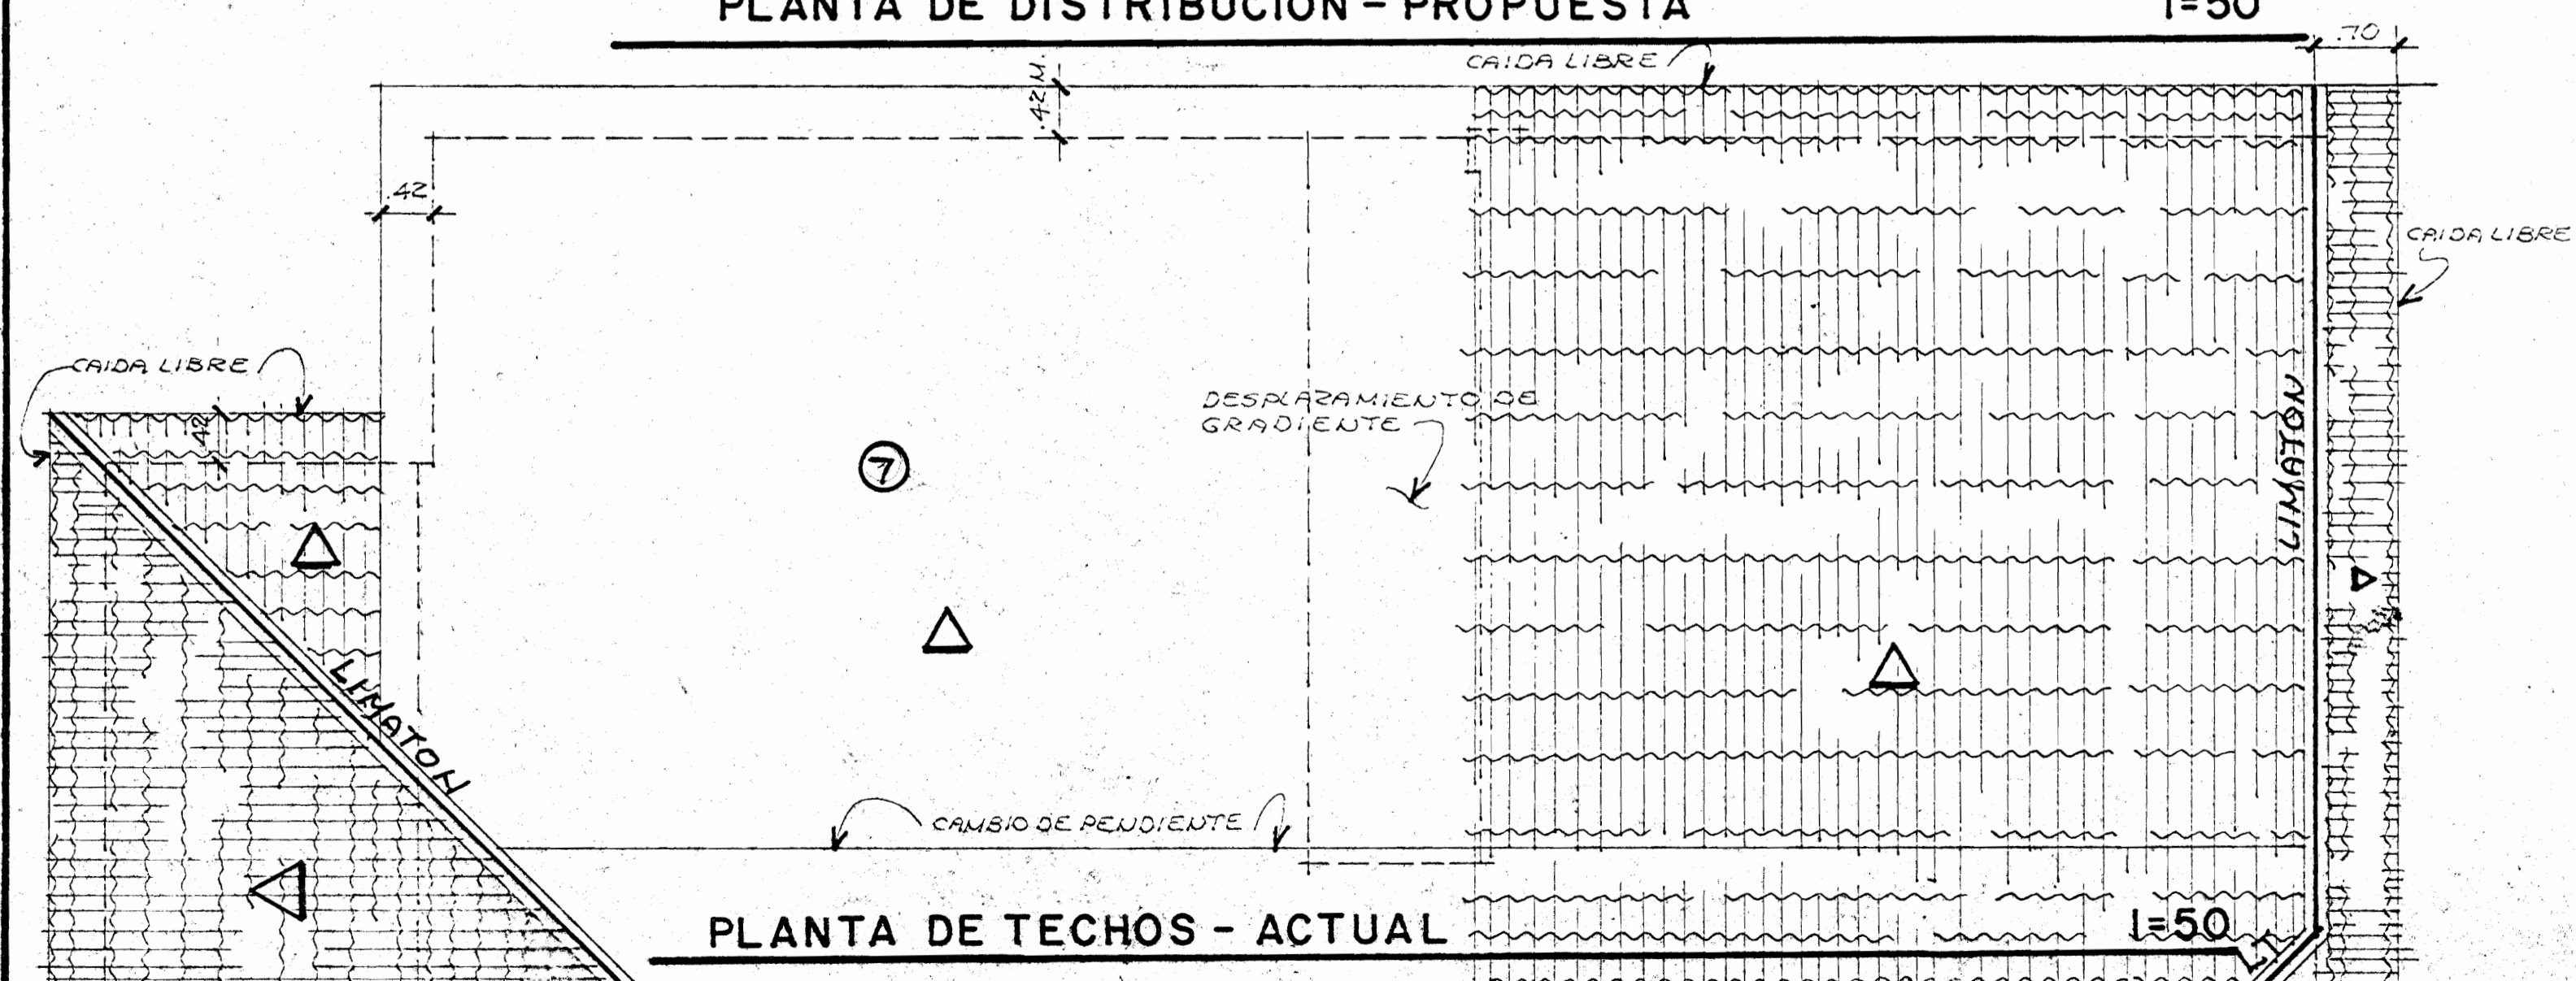 PLANTA DE DISTRIBUCION - PROPUESTA 1=50
.70
CAIDA LIBRE
.42 M.
.42
CAIDA LIBRE
CAIDA LIBRE
.42
DESPLAZAMIENTO DE
GRADIENTE
LIMATON
7
LIMATON
CAMBIO DE PENDIENTE
PLANTA DE TECHOS - ACTUAL 1=50